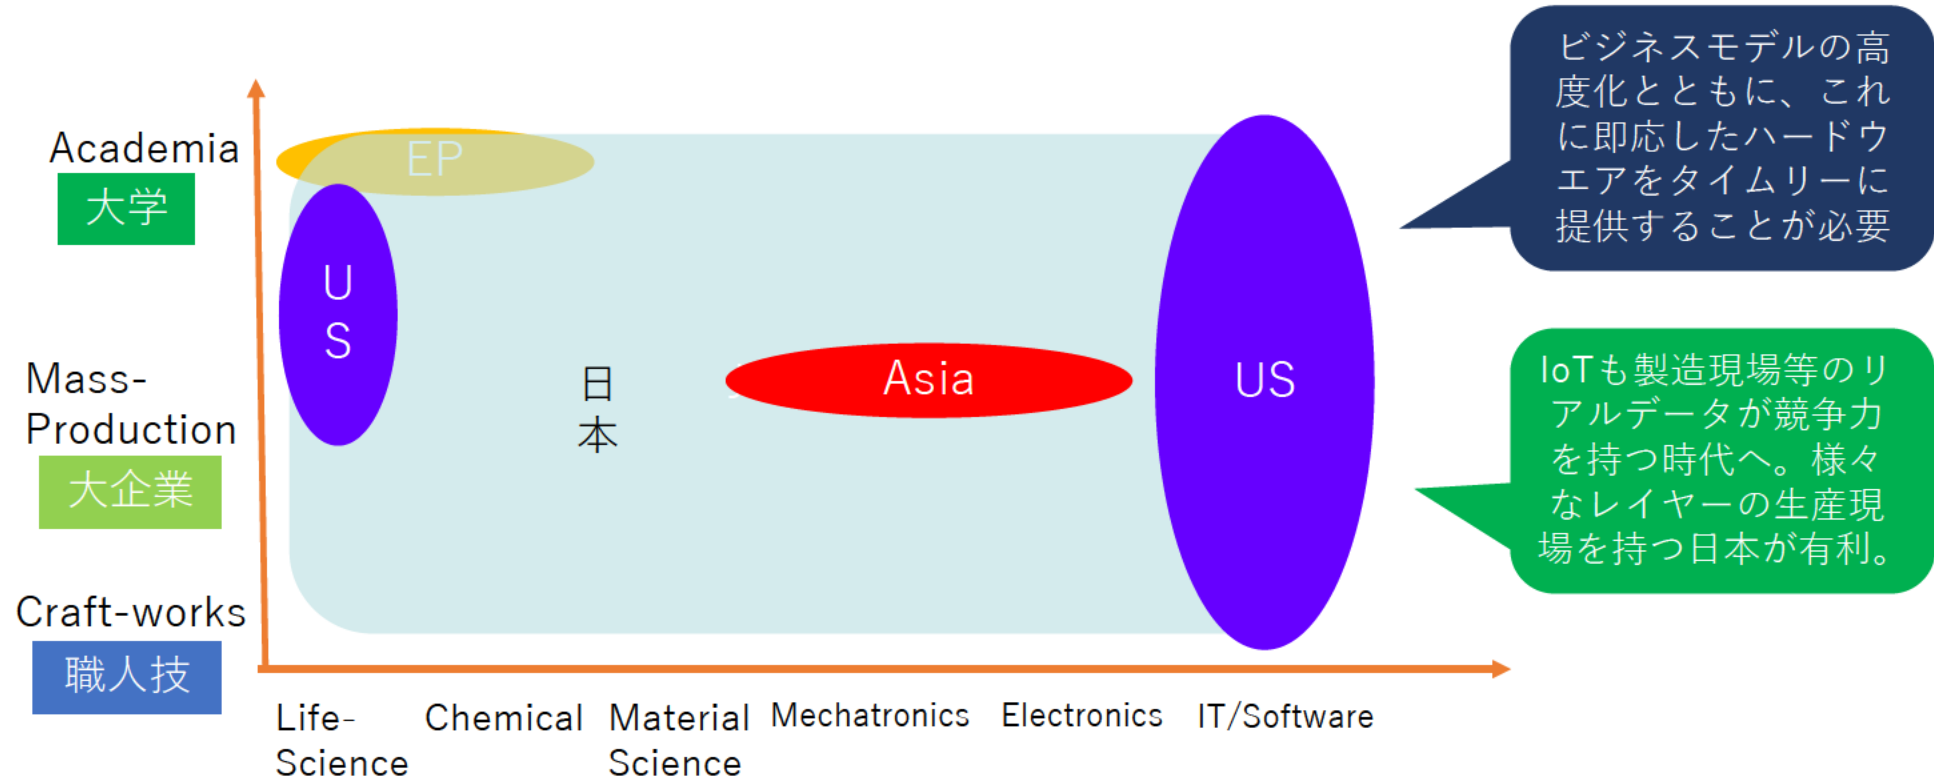 Academia
大学
Mass-
Production
大企業
Craft-works
職人技
EP
U
S
日
本
Asia
US
Life-
Science
Chemical
Material
Science
Mechatronics
Electronics
IT/Software
ビジネスモデルの高
度化とともに、これ
に即応したハードウ
エアをタイムリーに
提供することが必要
IoTも製造現場等のリ
アルデータが競争力
を持つ時代へ。様々
なレイヤーの生産現
場を持つ日本が有利。